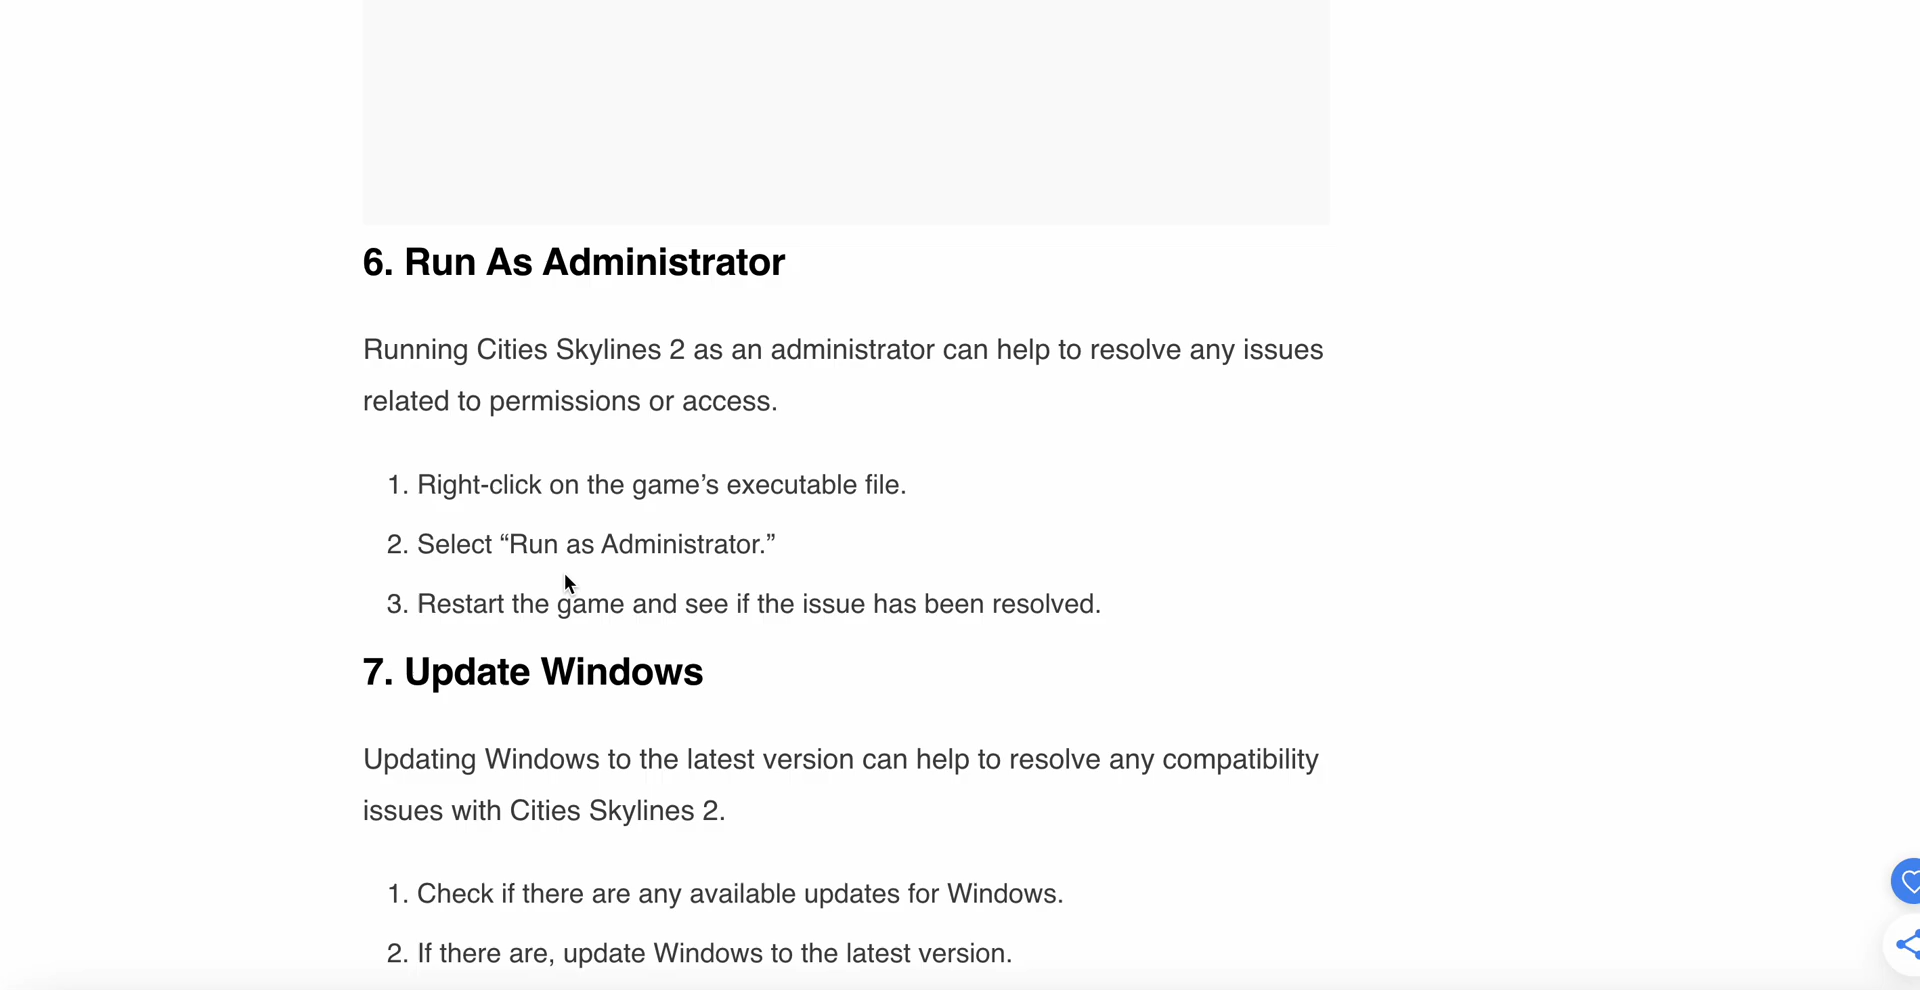 6. Run As Administrator
Running Cities Skylines 2 as an administrator can help to resolve any issues
related to permissions or access.
1. Right-click on the game’s executable file.
2. Select “Run as Administrator.”
3. Restart the game and see if the issue has been resolved.
7. Update Windows
Updating Windows to the latest version can help to resolve any compatibility
issues with Cities Skylines 2.
1. Check if there are any available updates for Windows.
2. If there are, update Windows to the latest version.